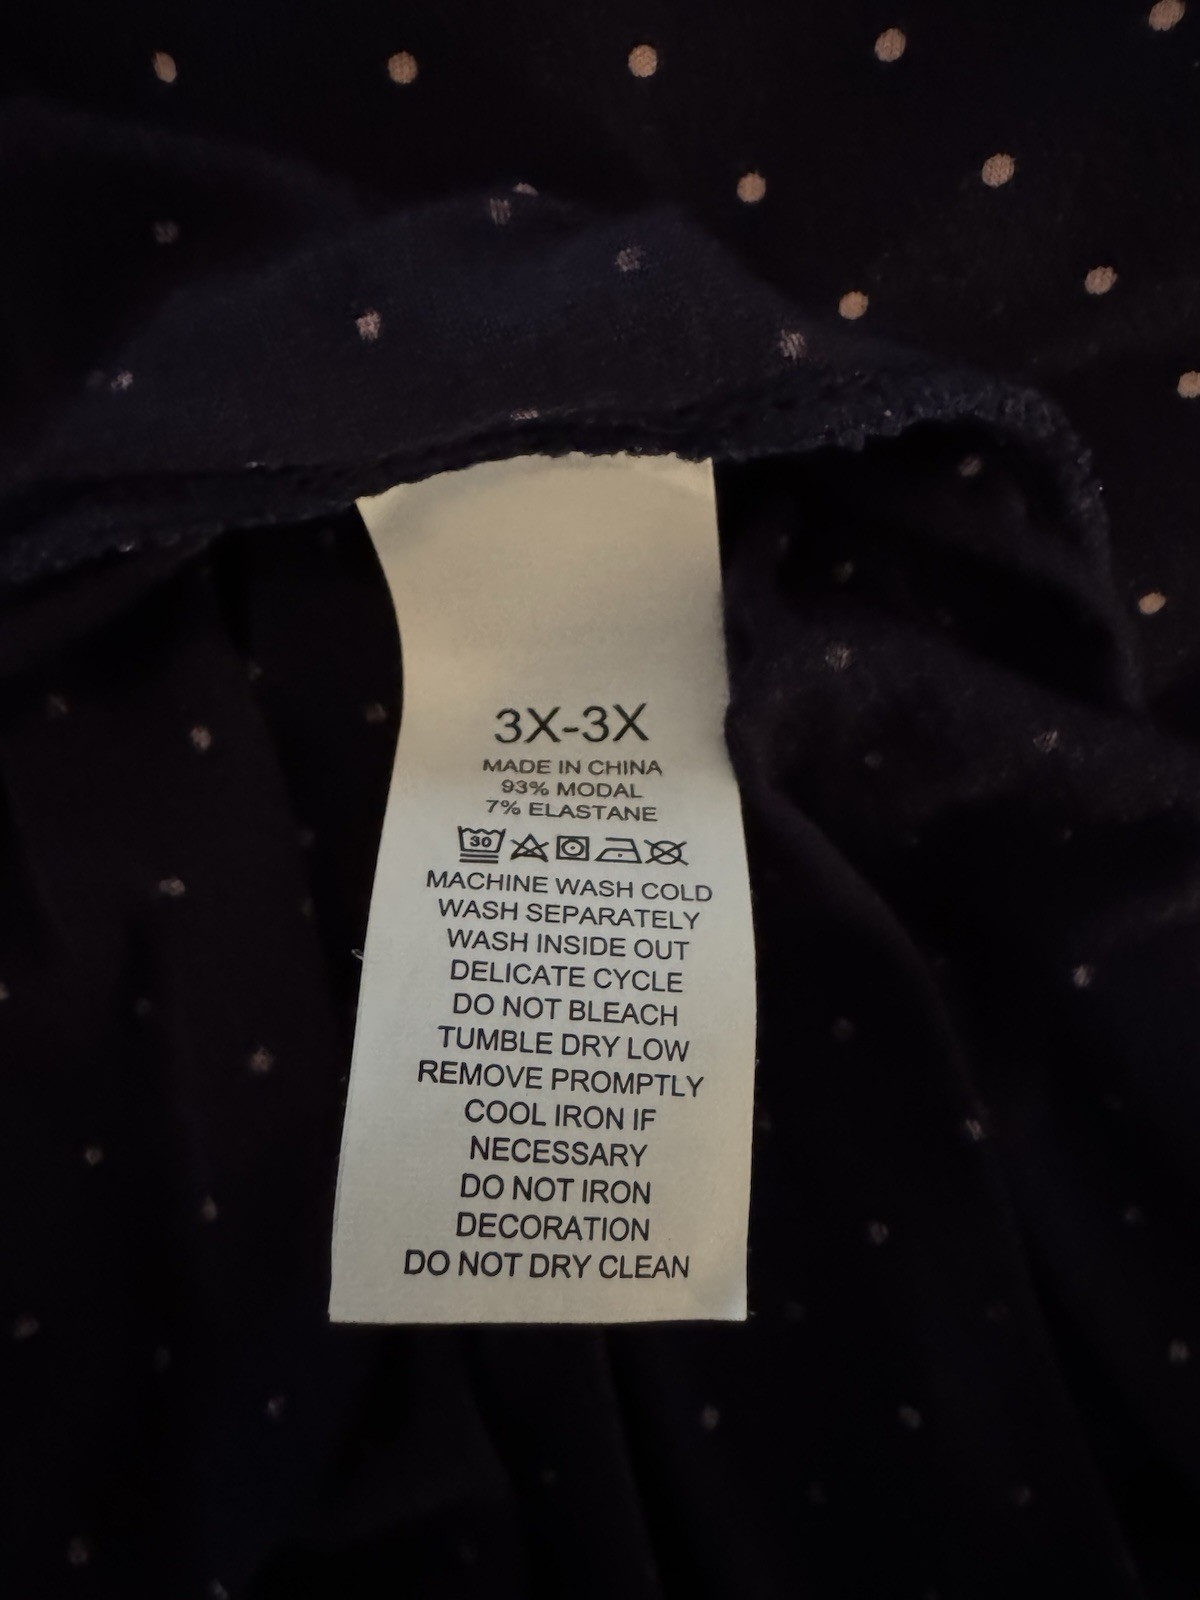 3X-3X
MADE IN CHINA
93% MODAL
7% ELASTANE
30
MACHINE WASH COLD
WASH SEPARATELY
WASH INSIDE OUT
DELICATE CYCLE
DO NOT BLEACH
TUMBLE DRY LOW
REMOVE PROMPTLY
COOL IRON IF
NECESSARY
DO NOT IRON
DECORATION
DO NOT DRY CLEAN